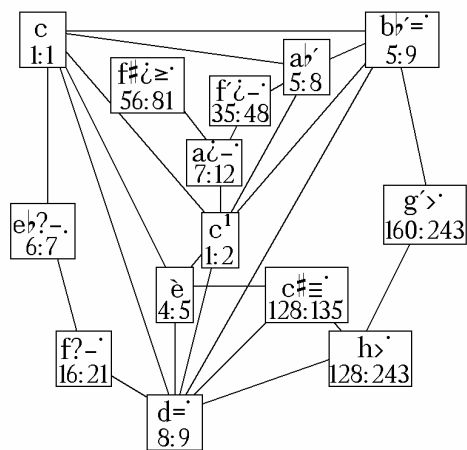 c
1:1
b♭´=·
5:9
a♭´
5:8
f♯¿≥·
56:81
f´¿–·
35:48
a¿–·
7:12
g´>·
160:243
e♭?–.
6:7
c¹
1:2
è
4:5
c♯≡·
128:135
f?–·
16:21
h>·
128:243
d=·
8:9